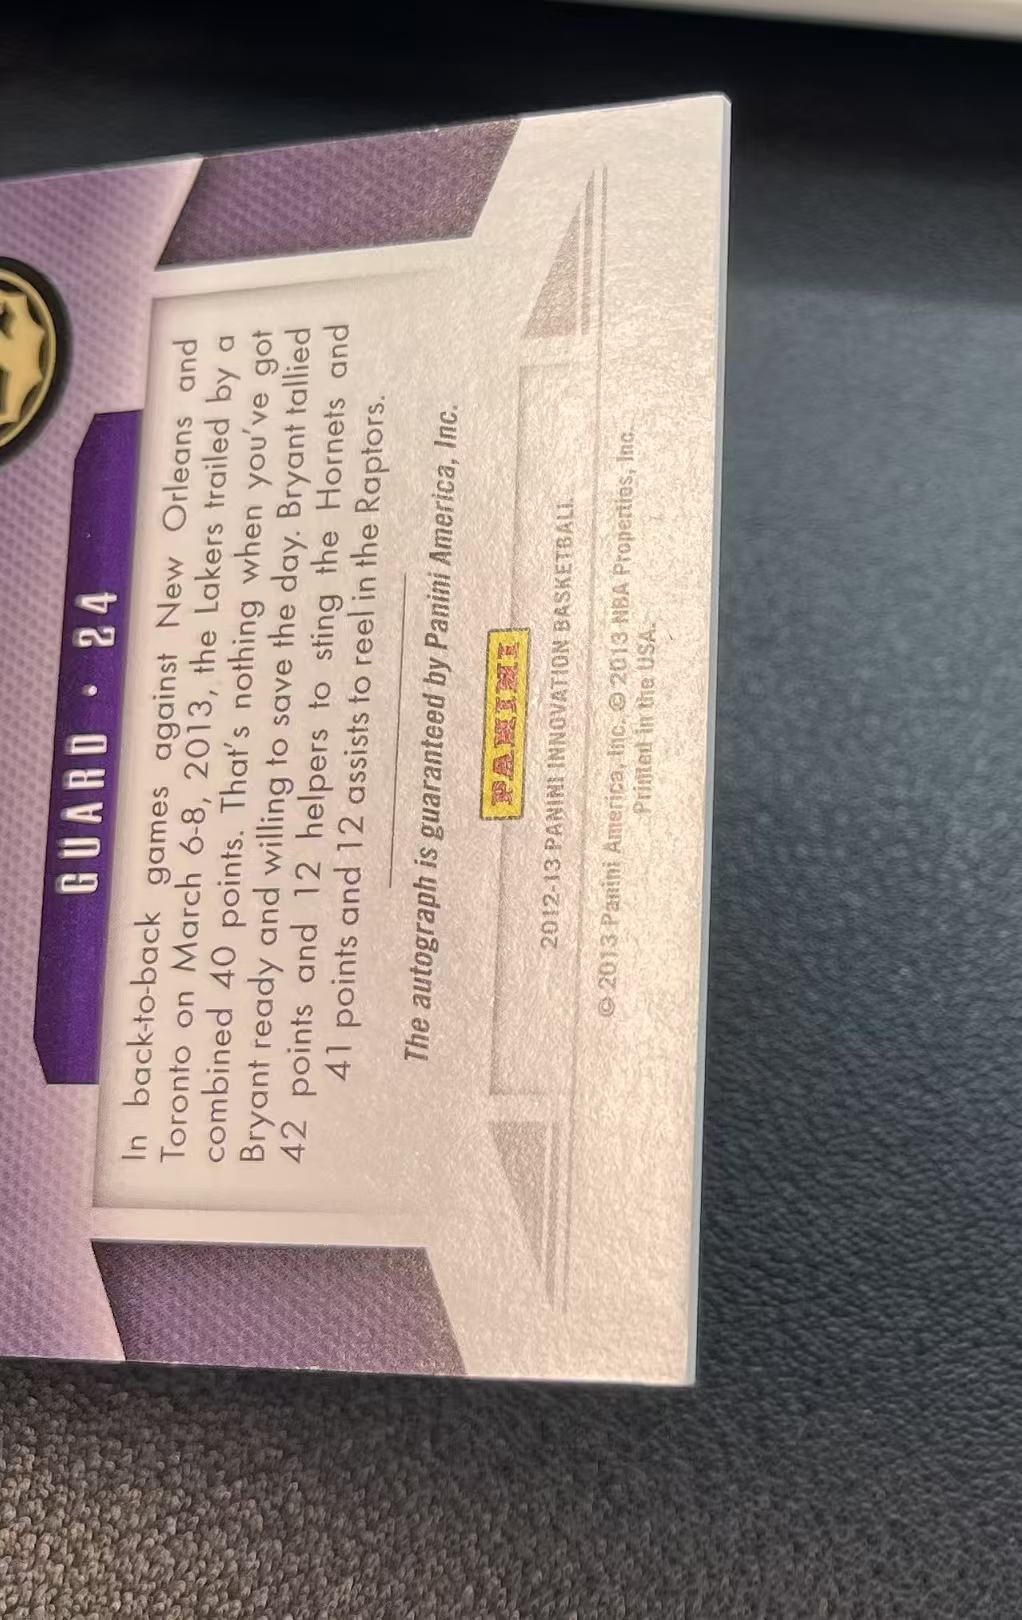 GUARD • 24
In back-to-back games against New Orleans and
Toronto on March 6-8, 2013, the Lakers trailed by a
combined 40 points. That's nothing when you've got
Bryant ready and willing to save the day. Bryant tallied
42 points and 12 helpers to sting the Hornets and
41 points and 12 assists to reel in the Raptors.
The autograph is guaranteed by Panini America, Inc.
PANINI
2012-13 PANINI INNOVATION BASKETBALL
© 2013 Panini America, Inc. © 2013 NBA Properties, Inc.
Printed in the USA.